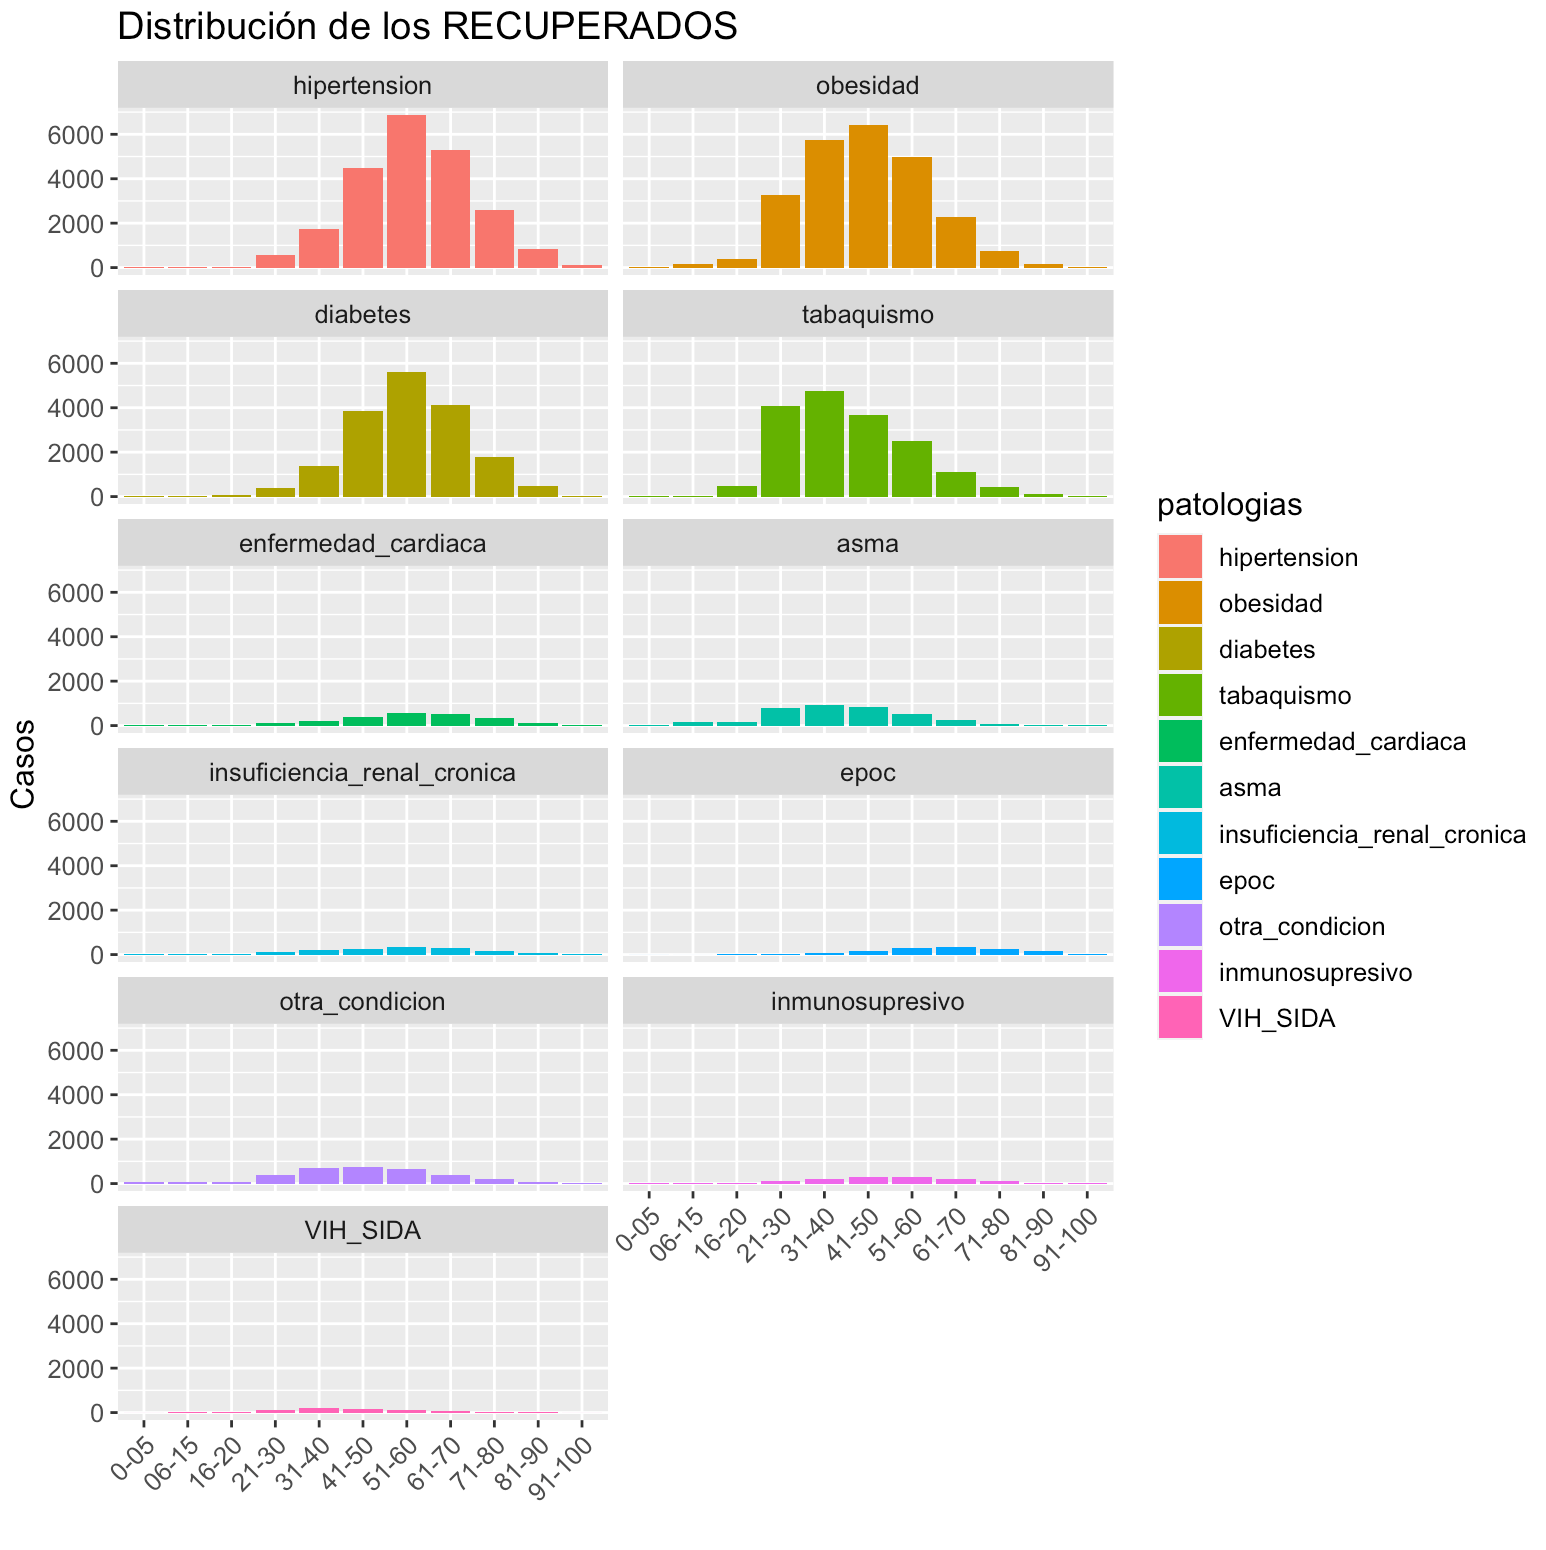 Distribución de los RECUPERADOS
hipertension
obesidad
6000
4000
2000
0
diabetes
tabaquismo
6000
4000
2000
0
enfermedad_cardiaca
asma
6000
4000
2000
0
Casos
insuficiencia_renal_cronica
epoc
6000
4000
2000
0
otra_condicion
inmunosupresivo
6000
4000
2000
0
0-05
06-15
16-20
21-30
31-40
41-50
51-60
61-70
71-80
81-90
91-100
VIH_SIDA
6000
4000
2000
0
0-05
06-15
16-20
21-30
31-40
41-50
51-60
61-70
71-80
81-90
91-100
patologias
hipertension
obesidad
diabetes
tabaquismo
enfermedad_cardiaca
asma
insuficiencia_renal_cronica
epoc
otra_condicion
inmunosupresivo
VIH_SIDA